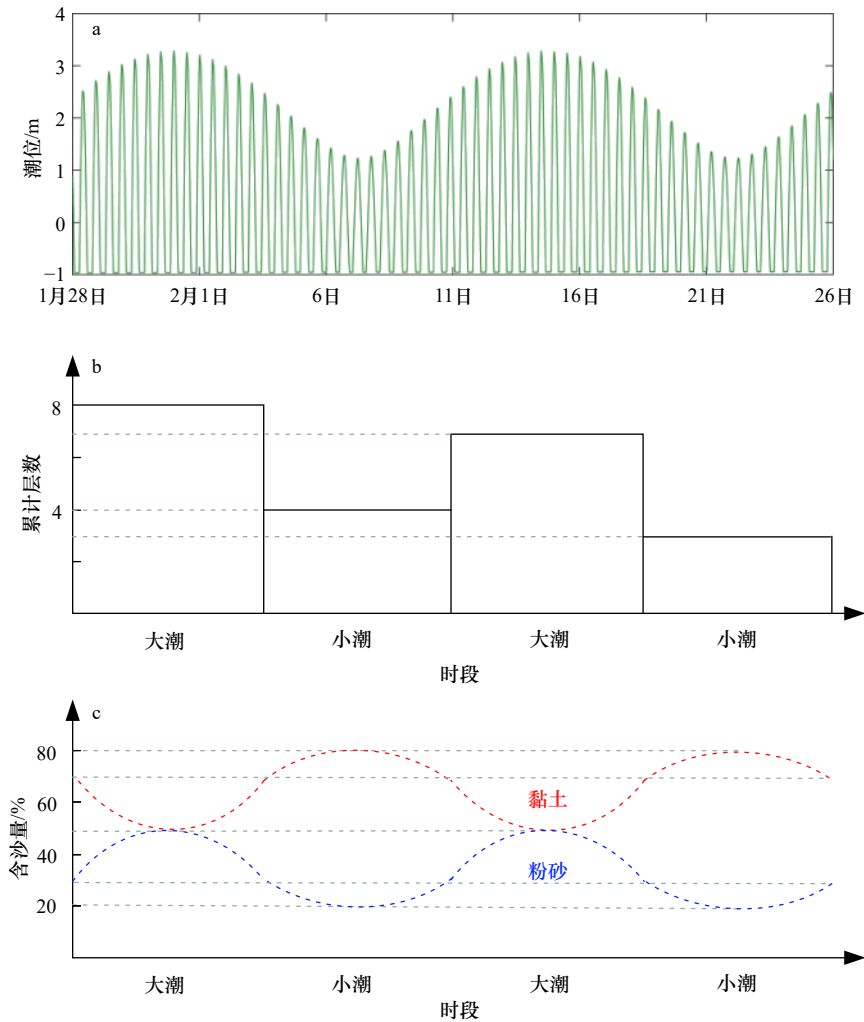 a
4
3
2
1
0
−1
潮位/m
1月28日 2月1日 6日 11日 16日 21日 26日
b
8
4
累计层数
大潮 小潮 大潮 小潮
时段
c
80
60
40
20
含沙量/%
黏土
粉砂
大潮 小潮 大潮 小潮
时段